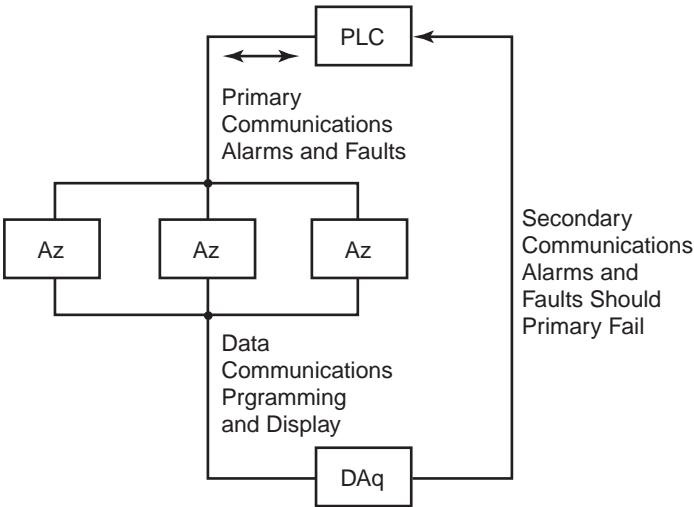 PLC
Primary
Communications
Alarms and Faults
Az
Az
Az
Secondary
Communications
Alarms and
Faults Should
Primary Fail
Data
Communications
Prgramming
and Display
DAq